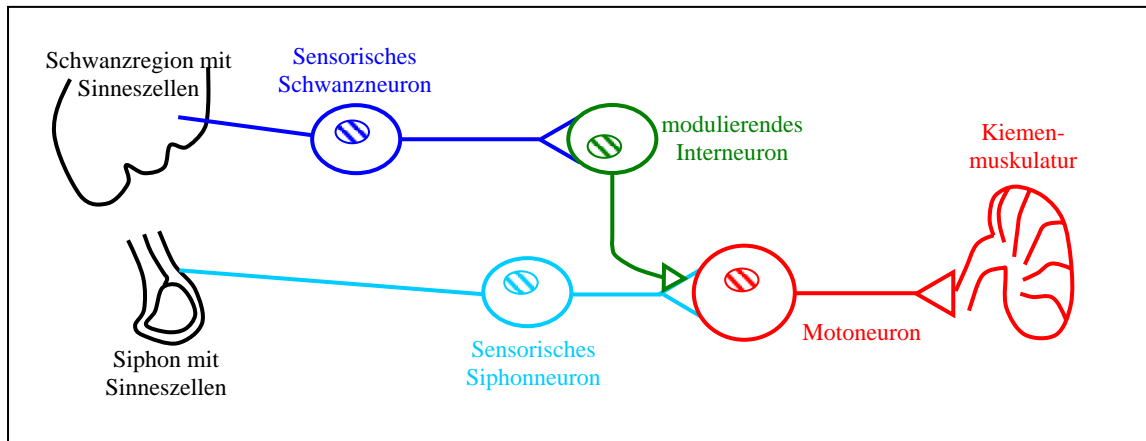 Schwanzregion mit
Sinneszellen
Sensorisches
Schwanzneuron
modulierendes
Interneuron
Kiemen-
muskulatur
Siphon mit
Sinneszellen
Sensorisches
Siphonneuron
Motoneuron